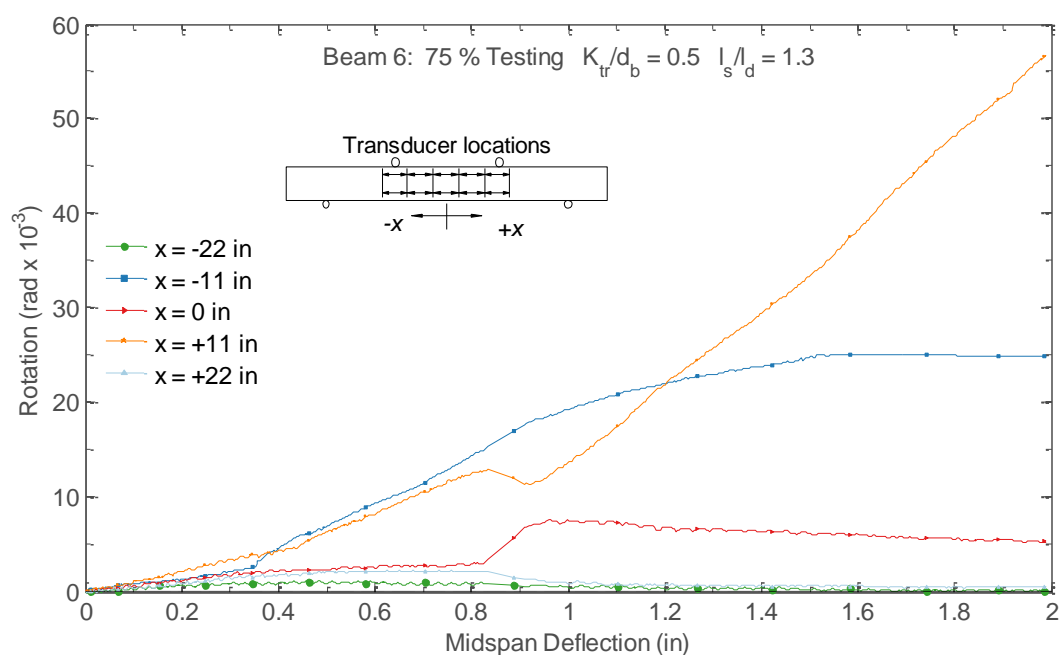 Beam 6: 75 % Testing K_tr/d_b = 0.5 l_s/l_d = 1.3
Transducer locations
-x +x
x = -22 in
x = -11 in
x = 0 in
x = +11 in
x = +22 in
Rotation (rad x 10^-3)
60
50
40
30
20
10
0
0 0.2 0.4 0.6 0.8 1 1.2 1.4 1.6 1.8 2
Midspan Deflection (in)